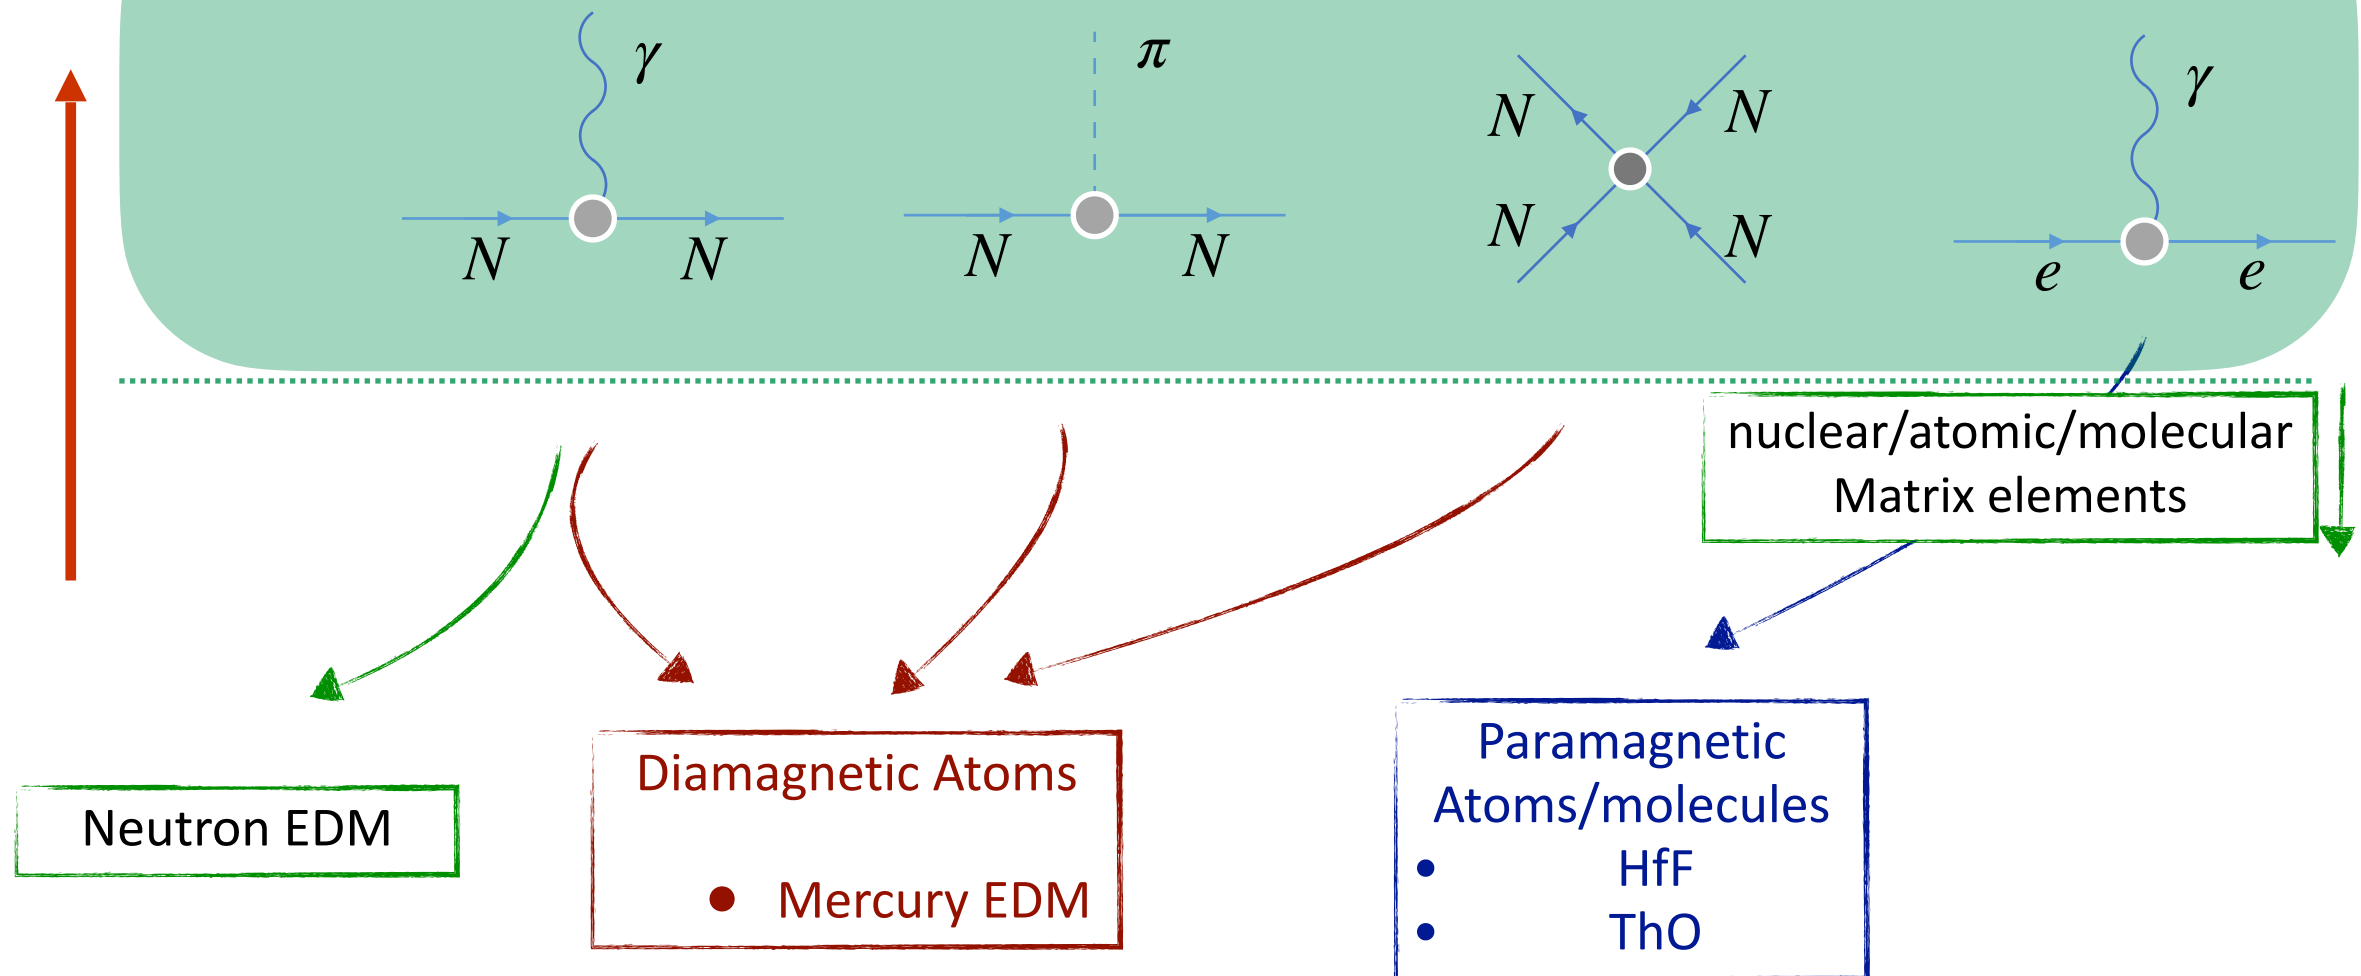 γ
N N
π
N N
N N
N N
γ
e e
nuclear/atomic/molecular
Matrix elements
Neutron EDM
Diamagnetic Atoms
• Mercury EDM
Paramagnetic
Atoms/molecules
• HfF
• ThO